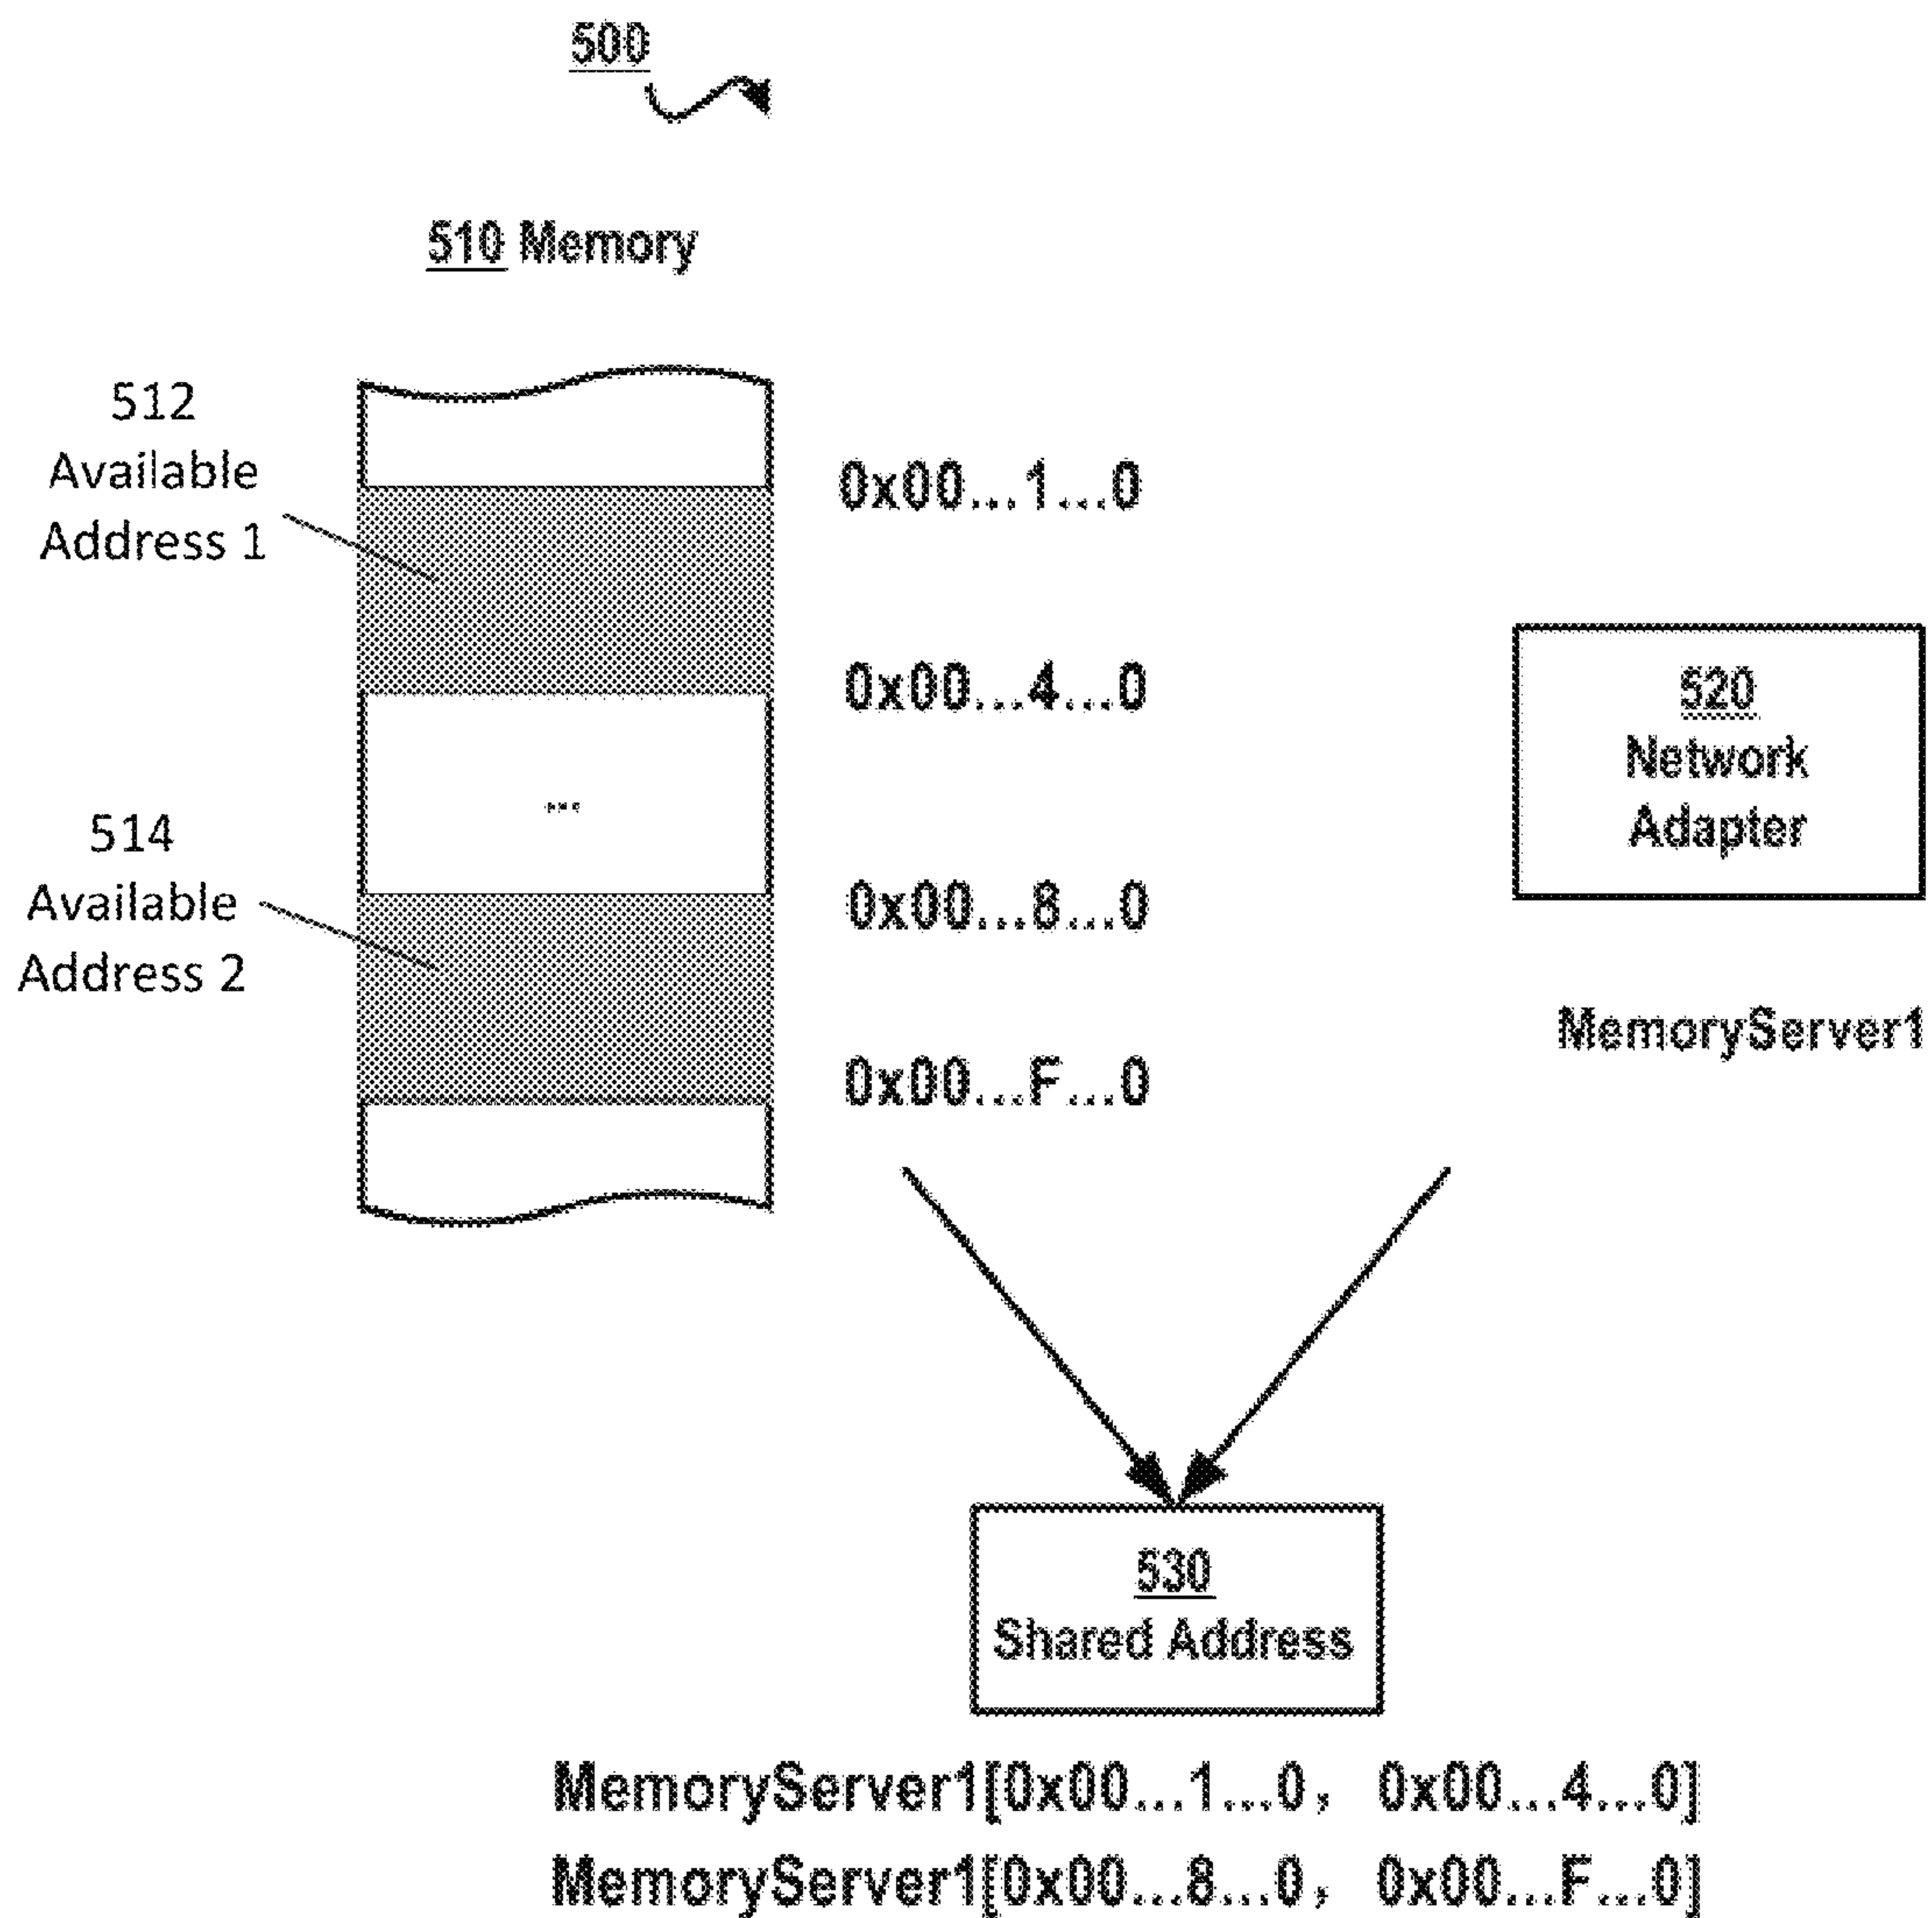 500
510 Memory
512
Available
Address 1
0x00...1...0
0x00...4...0
...
514
Available
Address 2
0x00...8...0
0x00...F...0
520
Network
Adapter
MemoryServer1
530
Shared Address
MemoryServer1[0x00...1...0, 0x00...4...0]
MemoryServer1[0x00...8...0, 0x00...F...0]